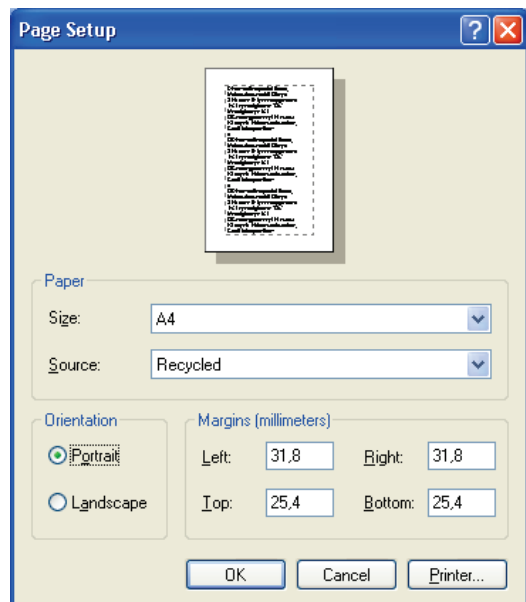 Page Setup
Paper
Size: A4
Source: Recycled
Orientation
Portrait
Landscape
Margins (millimeters)
Left: 31,8 Right: 31,8
Top: 25,4 Bottom: 25,4
OK Cancel Printer...